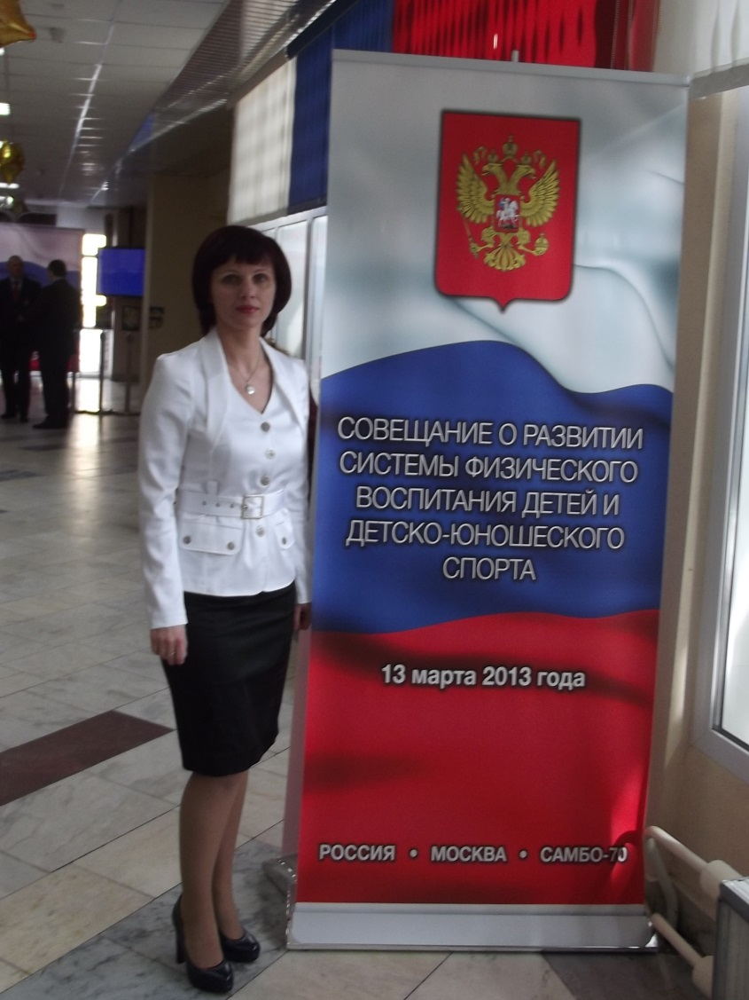 СОВЕЩАНИЕ О РАЗВИТИИ
СИСТЕМЫ ФИЗИЧЕСКОГО
ВОСПИТАНИЯ ДЕТЕЙ И
ДЕТСКО-ЮНОШЕСКОГО
СПОРТА
13 марта 2013 года
РОССИЯ • МОСКВА • САМБО-70